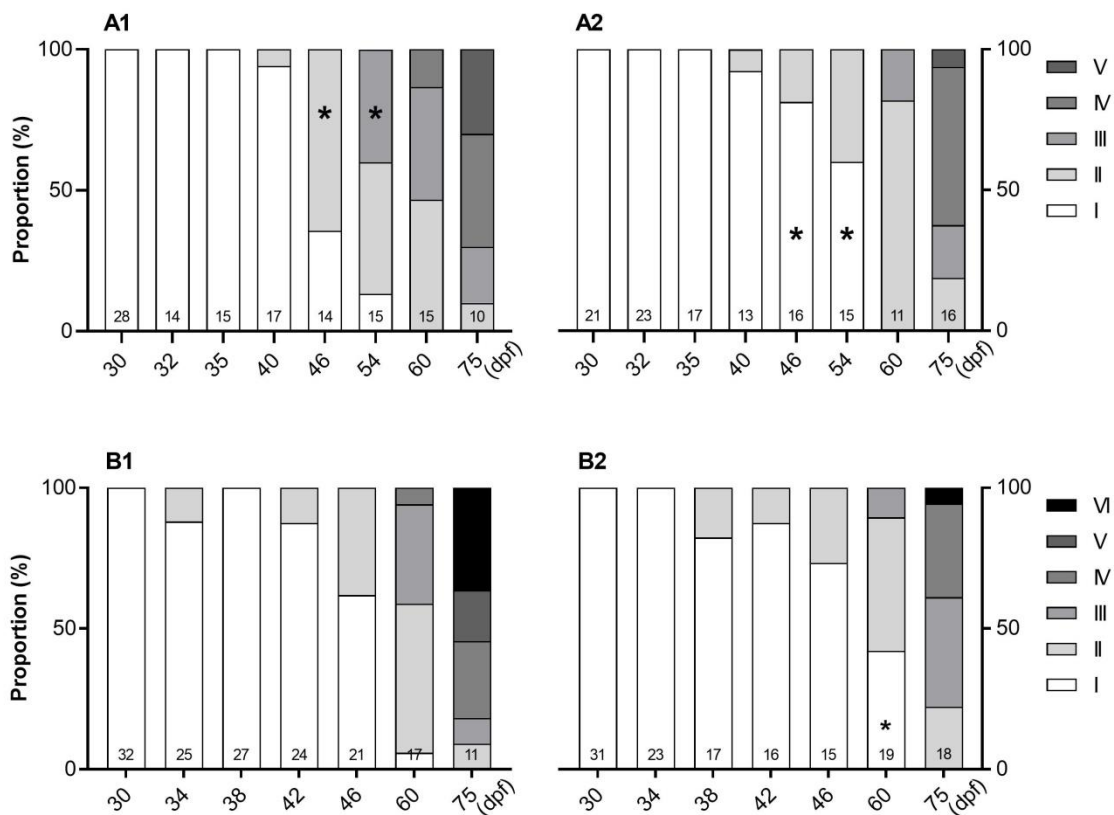 A1
A2
100
50
0
Proportion (%)
*
*
28 14 15 17 14 15 15 10
30 32 35 40 46 54 60 75 (dpf)
*
*
21 23 17 13 16 15 11 16
30 32 35 40 46 54 60 75 (dpf)
100
50
0
V
IV
III
II
I
B1
B2
100
50
0
Proportion (%)
32 25 27 24 21 17 11
30 34 38 42 46 60 75 (dpf)
*
31 23 17 16 15 19 18
30 34 38 42 46 60 75 (dpf)
100
50
0
VI
V
IV
III
II
I